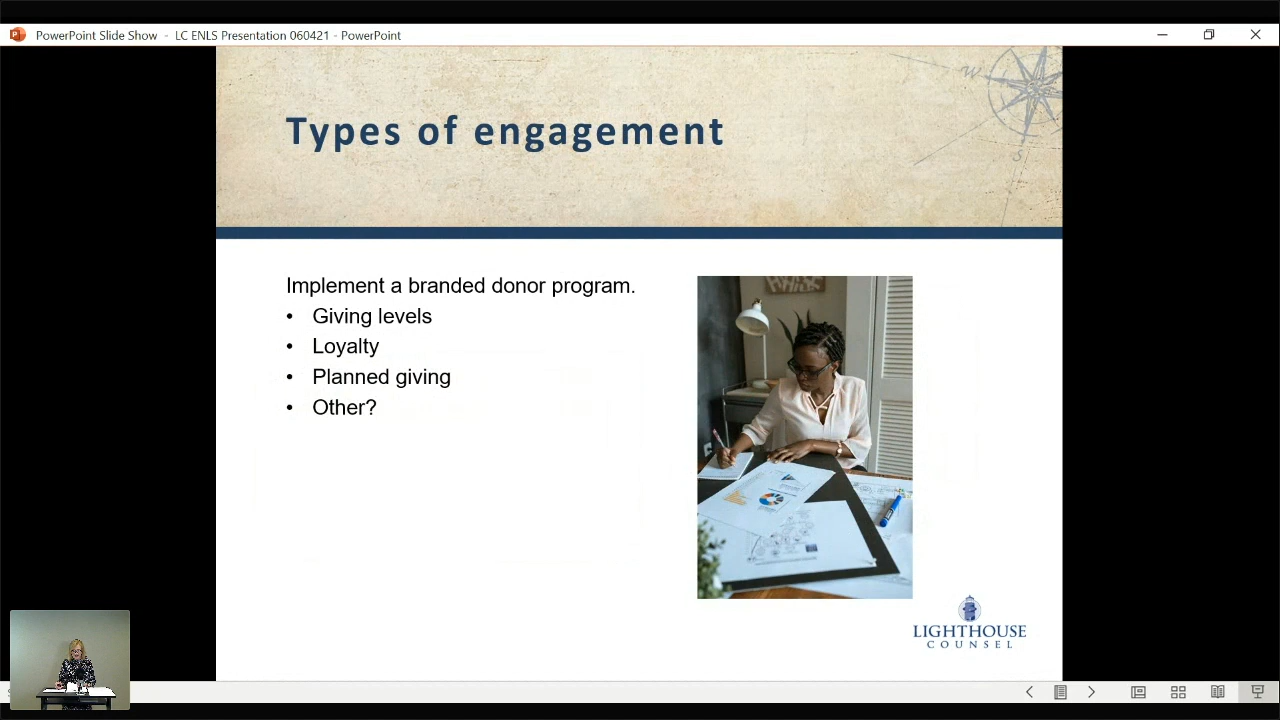 PowerPoint Slide Show - LC ENLS Presentation 060421 - PowerPoint
W
S
Types of engagement
Implement a branded donor program.
• Giving levels
• Loyalty
• Planned giving
• Other?
LIGHTHOUSE
COUNSEL